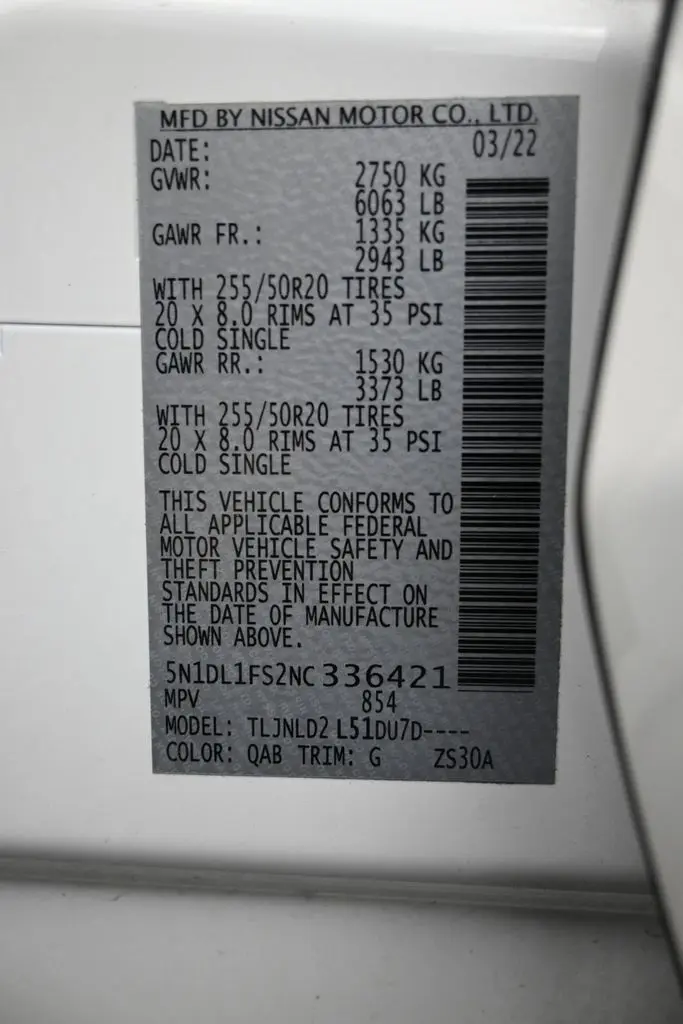 MFD BY NISSAN MOTOR CO., LTD.
DATE: 03/22
GVWR: 2750 KG
6063 LB
GAWR FR.: 1335 KG
2943 LB
WITH 255/50R20 TIRES
20 X 8.0 RIMS AT 35 PSI
COLD SINGLE
GAWR RR.: 1530 KG
3373 LB
WITH 255/50R20 TIRES
20 X 8.0 RIMS AT 35 PSI
COLD SINGLE
THIS VEHICLE CONFORMS TO
ALL APPLICABLE FEDERAL
MOTOR VEHICLE SAFETY AND
THEFT PREVENTION
STANDARDS IN EFFECT ON
THE DATE OF MANUFACTURE
SHOWN ABOVE.
5N1DL1FS2NC336421
MPV 854
MODEL: TLJNLD2 L51DU7D----
COLOR: QAB TRIM: G ZS30A